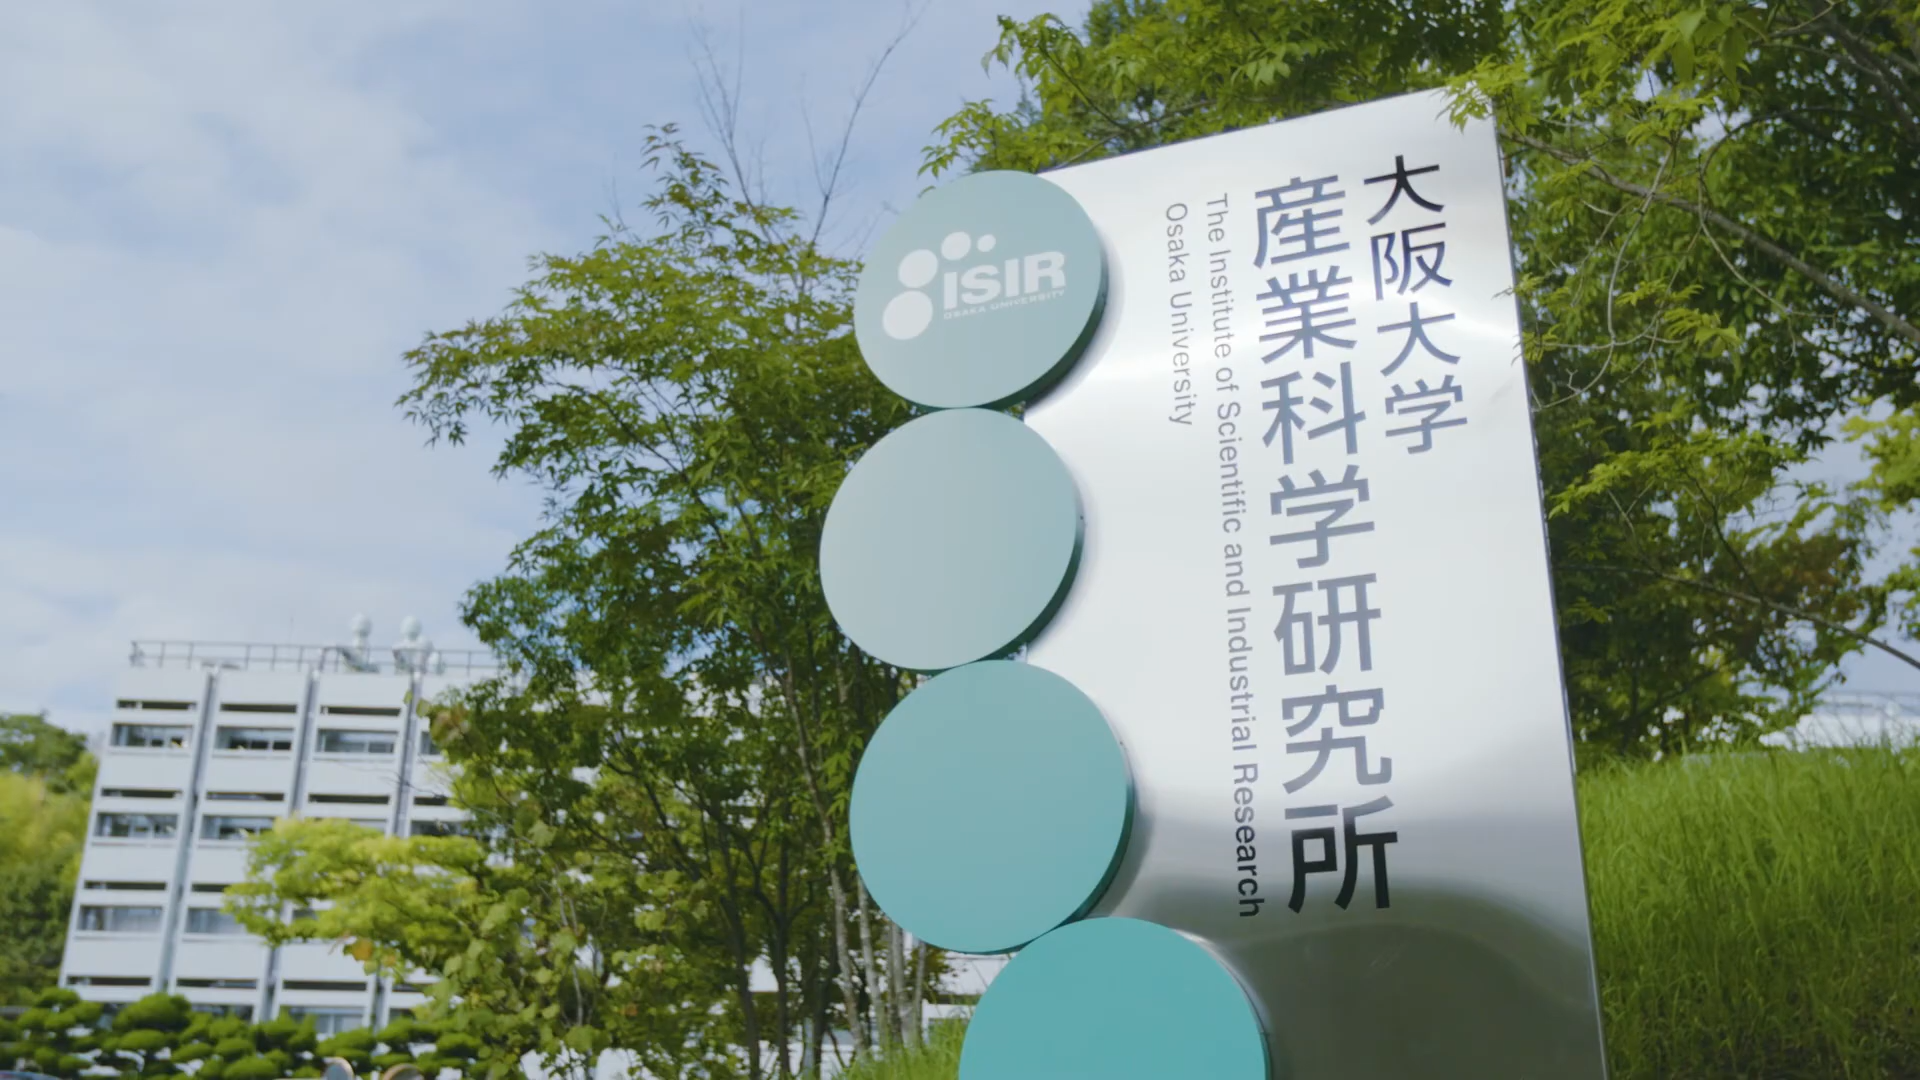 大阪大学
産業科学研究所
The Institute of Scientific and Industrial Research
Osaka University
ISIR
OSAKA UNIVERSITY